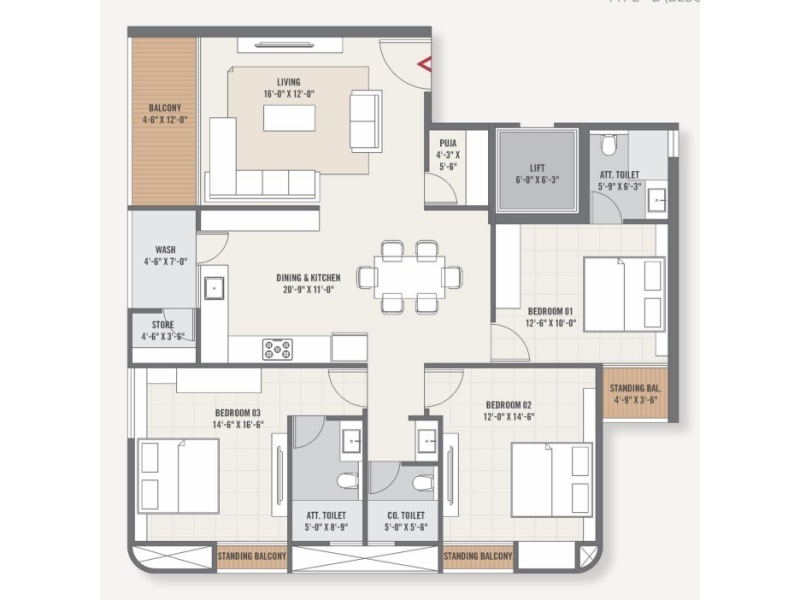 LIVING
16'-0" X 12'-0"
BALCONY
4-6" X 12'-0"
PUJA
4'-3" X
5'-6"
LIFT
6'-0" X 6'-3"
ATT. TOILET
5'-9" X 6'-3"
WASH
4'-6" X 7'-0"
DINING & KITCHEN
20'-9" X 11'-0"
STORE
4'-6" X 3'-6"
BEDROOM 01
12'-6" X 10'-0"
STANDING BAL.
4'-9" X 3'-6"
BEDROOM 03
14'-6" X 16'-6"
BEDROOM 02
12'-0" X 14'-6"
ATT. TOILET
5'-0" X 8'-9"
CO. TOILET
5'-0" X 5'-6"
STANDING BALCONY
STANDING BALCONY